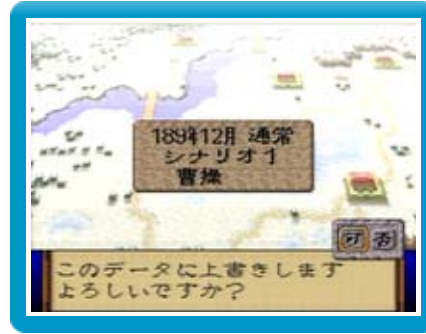 189年12月 通常
シナリオ1
曹操
可 否
このデータに上書きします
よろしいですか?